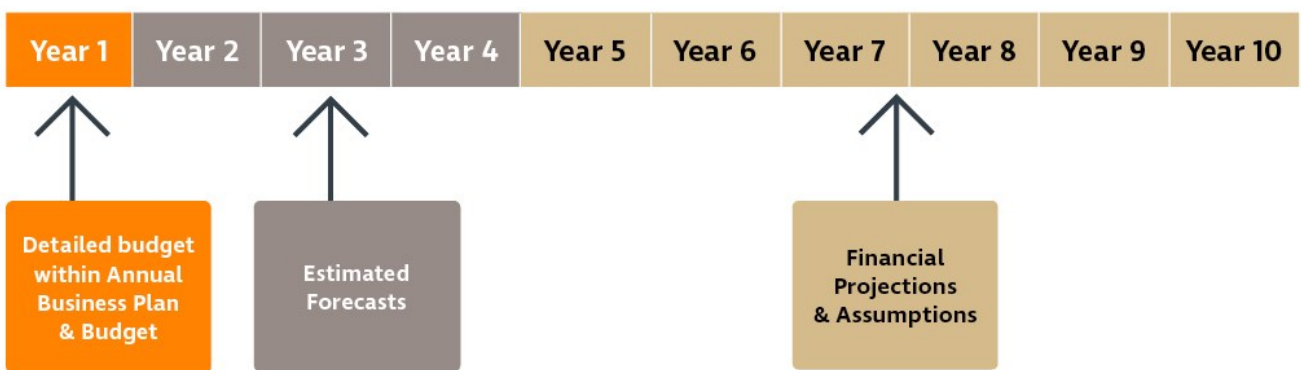 Year 1 Year 2 Year 3 Year 4 Year 5 Year 6 Year 7 Year 8 Year 9 Year 10
Detailed budget
within Annual
Business Plan
& Budget
Estimated
Forecasts
Financial
Projections
& Assumptions